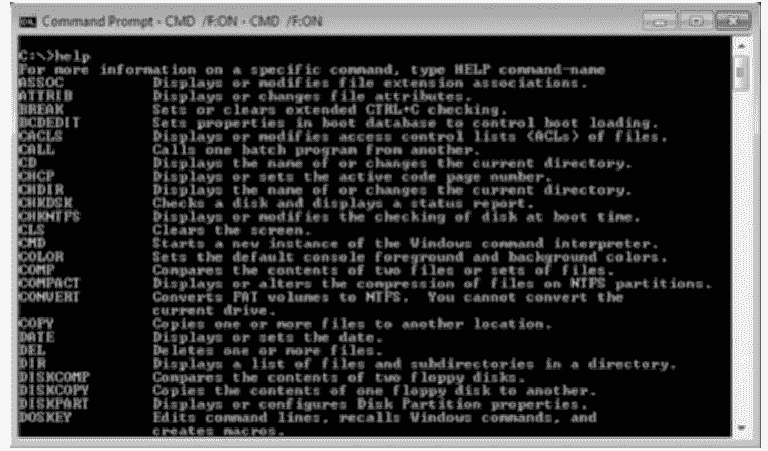 Command Prompt - CMD /F:ON - CMD /F:ON
C:\>help
For more information on a specific command, type HELP command-name
ASSOC Displays or modifies file extension associations.
ATTRIB Displays or changes file attributes.
BREAK Sets or clears extended CTRL+C checking.
BCDEDIT Sets properties in boot database to control boot loading.
CACLS Displays or modifies access control lists (ACLs) of files.
CALL Calls one batch program from another.
CD Displays the name of or changes the current directory.
CHCP Displays or sets the active code page number.
CHDIR Displays the name of or changes the current directory.
CHKDSK Checks a disk and displays a status report.
CHKNTFS Displays or modifies the checking of disk at boot time.
CLS Clears the screen.
CMD Starts a new instance of the Windows command interpreter.
COLOR Sets the default console foreground and background colors.
COMP Compares the contents of two files or sets of files.
COMPACT Displays or alters the compression of files on NTFS partitions.
CONVERT Converts FAT volumes to NTFS. You cannot convert the
current drive.
COPY Copies one or more files to another location.
DATE Displays or sets the date.
DEL Deletes one or more files.
DIR Displays a list of files and subdirectories in a directory.
DISKCOMP Compares the contents of two floppy disks.
DISKCOPY Copies the contents of one floppy disk to another.
DISKPART Displays or configures Disk Partition properties.
DOSKEY Edits command lines, recalls Windows commands, and
creates macros.